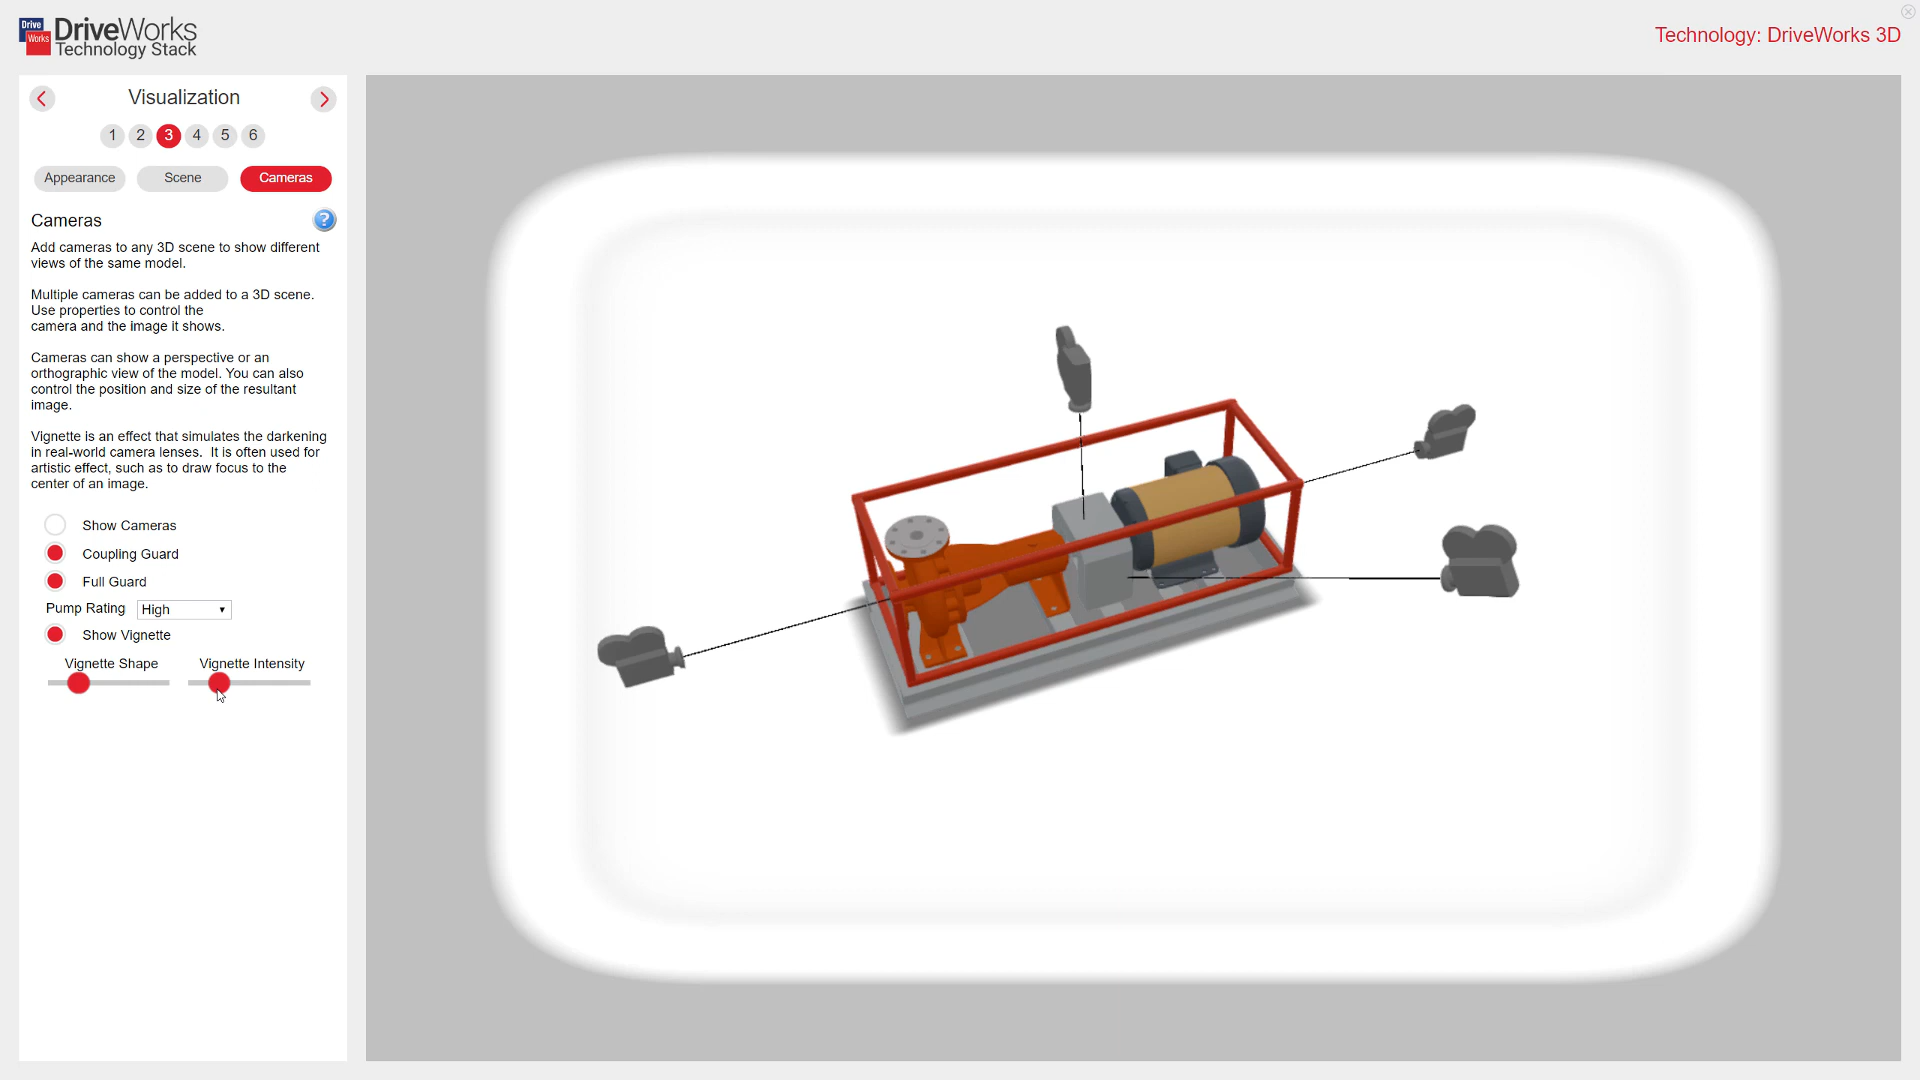 Drive
Works
DriveWorks
Technology Stack
Technology: DriveWorks 3D
Visualization
1 2 3 4 5 6
Appearance Scene Cameras
Cameras
?
Add cameras to any 3D scene to show different
views of the same model.
Multiple cameras can be added to a 3D scene.
Use properties to control the
camera and the image it shows.
Cameras can show a perspective or an
orthographic view of the model. You can also
control the position and size of the resultant
image.
Vignette is an effect that simulates the darkening
in real-world camera lenses. It is often used for
artistic effect, such as to draw focus to the
center of an image.
Show Cameras
Coupling Guard
Full Guard
Pump Rating High
Show Vignette
Vignette Shape Vignette Intensity